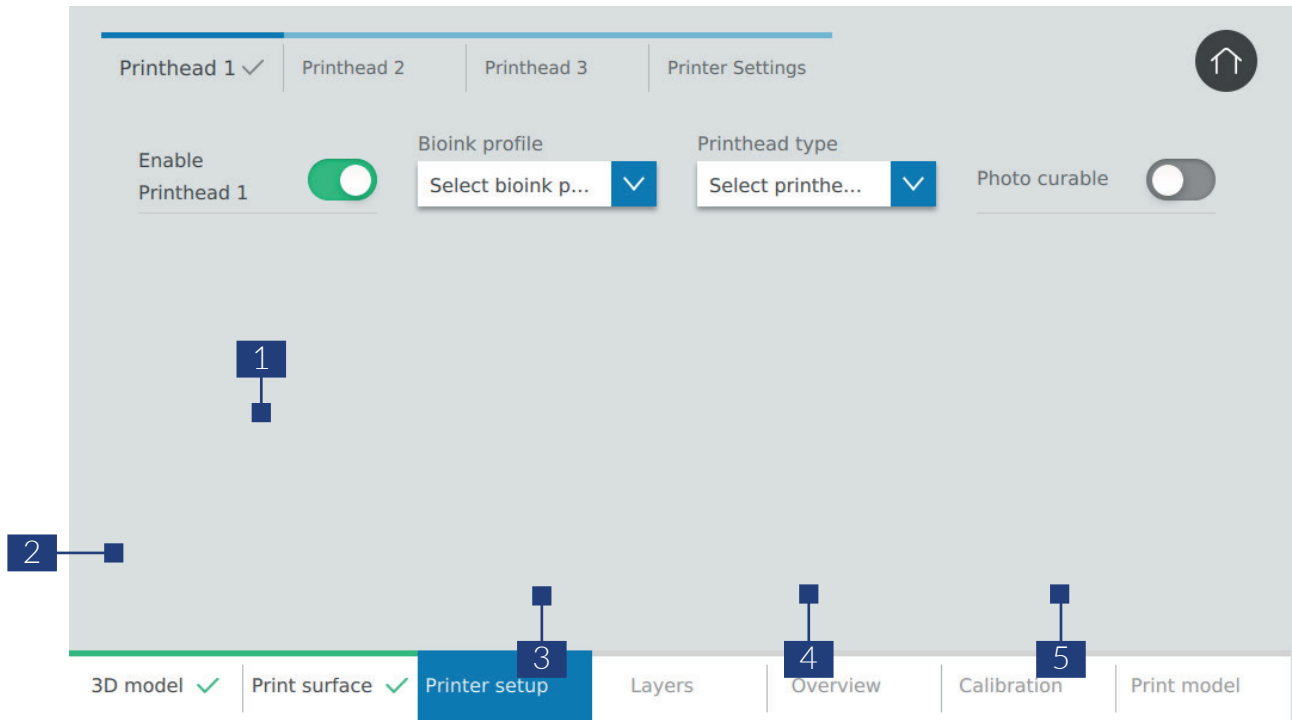 Printhead 1 Printhead 2 Printhead 3 Printer Settings
Enable
Printhead 1
Bioink profile
Select bioink p...
Printhead type
Select printhe...
Photo curable
1
2
3
4
5
3D model Print surface Printer setup Layers Overview Calibration Print model